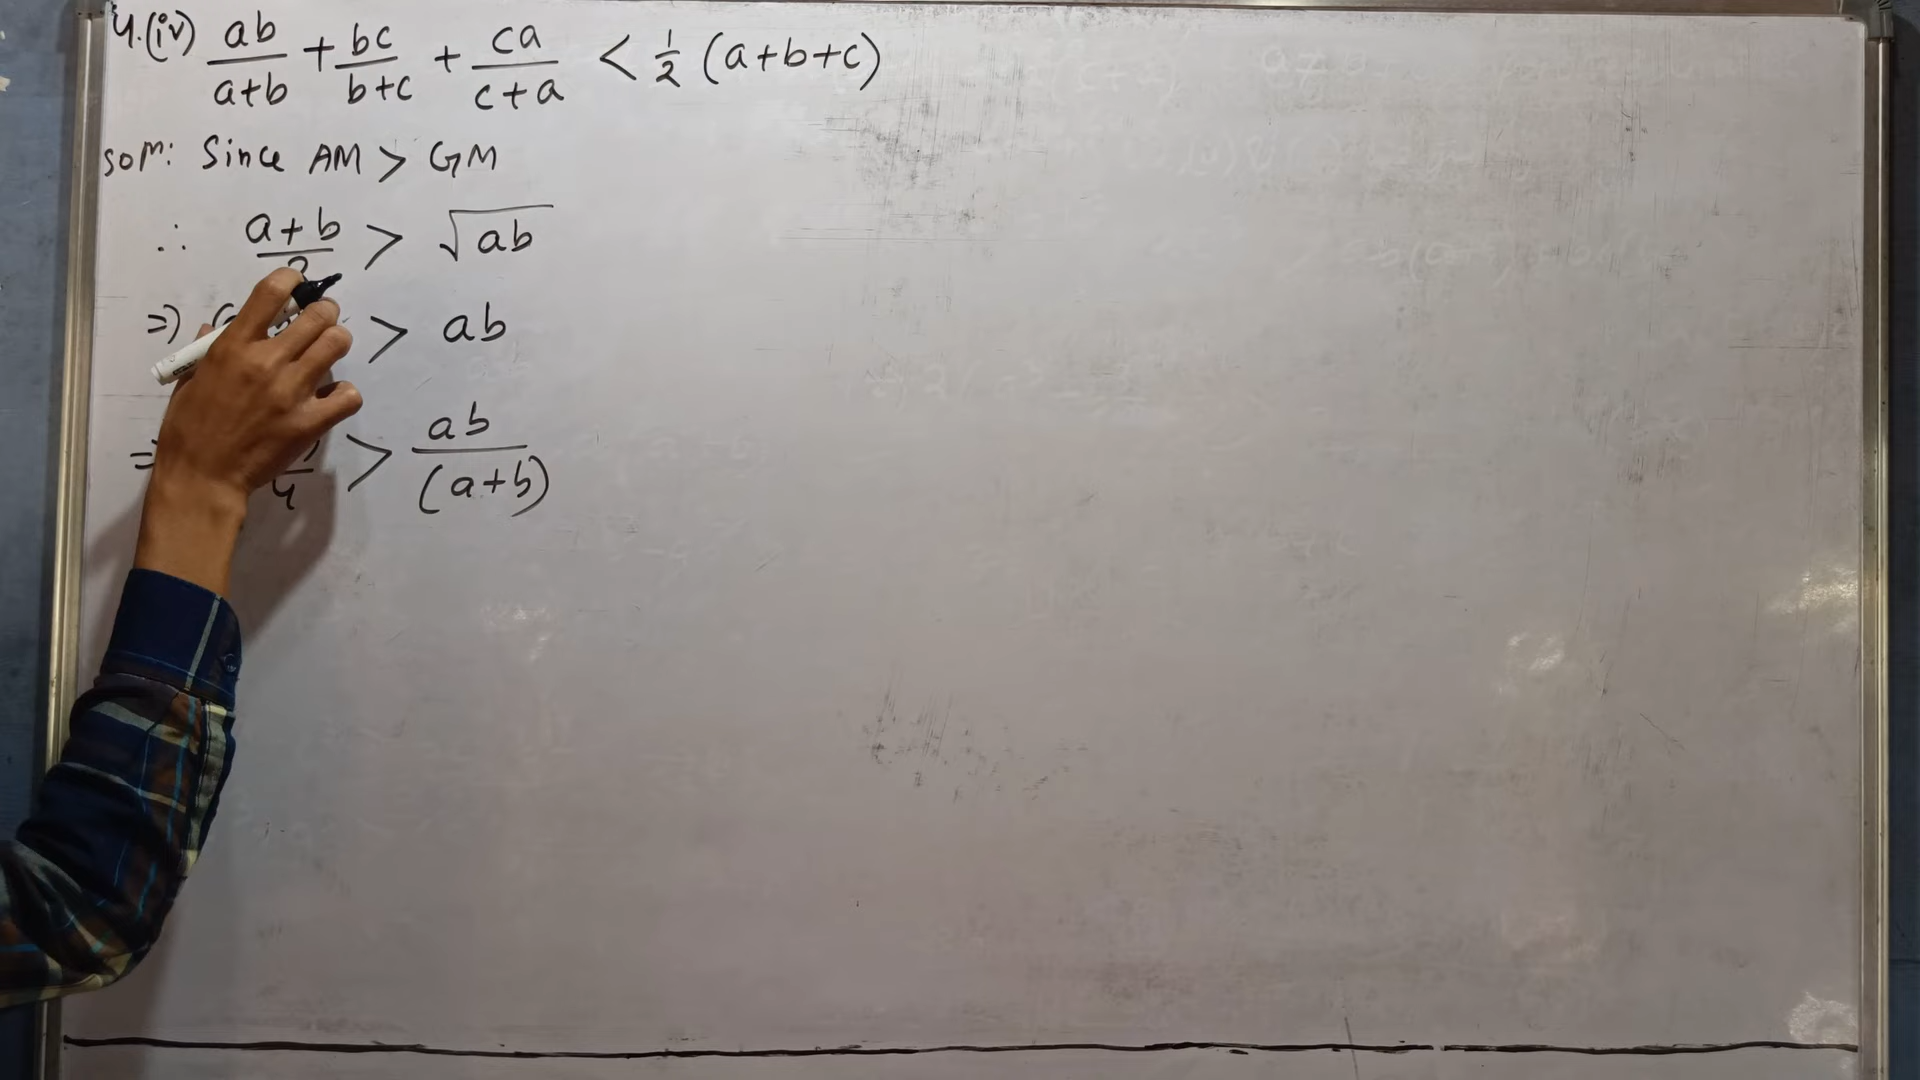 4.(iv) ab/a+b + bc/b+c + ca/c+a < 1/2 (a+b+c)
Soln: Since AM > GM
∴ a+b/2 > √ab
⇒ > ab
⇒ /4 > ab/(a+b)